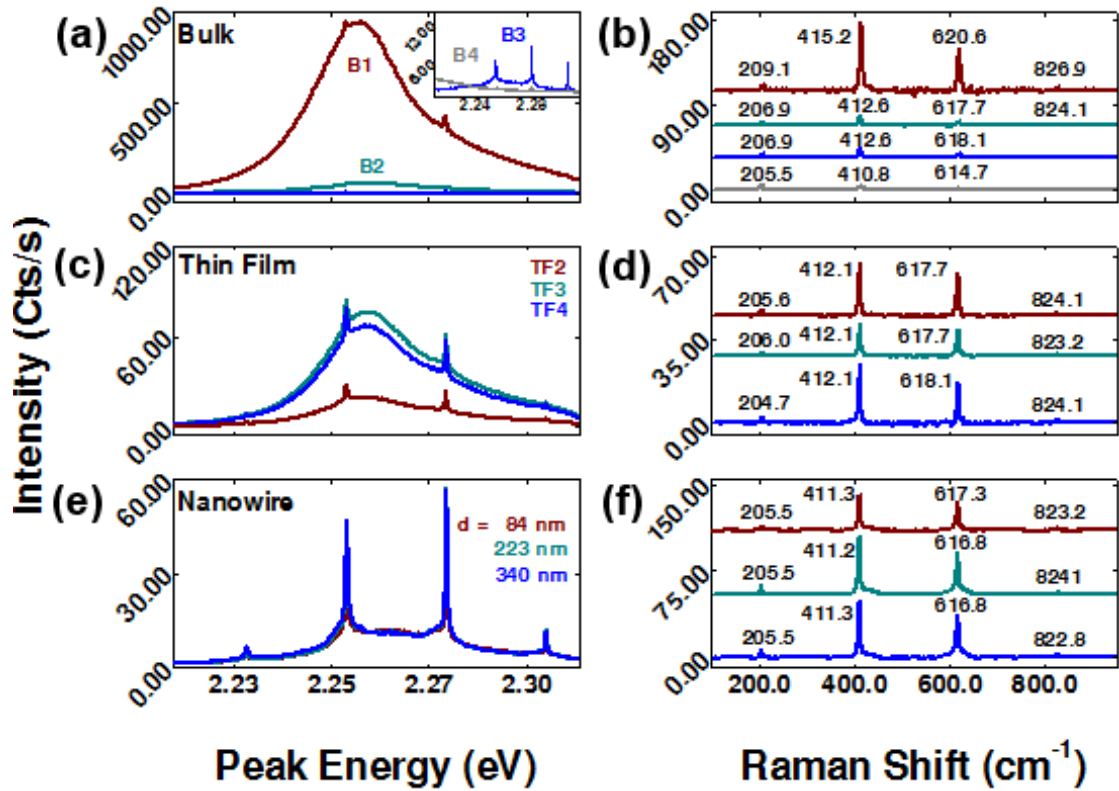 Intensity (Cts/s)
(a)
Bulk
1000.00
500.00
0.00
B1
B2
B4
B3
12.00
6.00
2.24 2.28
(b)
180.00
90.00
0.00
415.2 620.6
209.1 826.9
206.9 412.6 617.7 824.1
206.9 412.6 618.1
205.5 410.8 614.7
(c)
Thin Film
120.00
60.00
0.00
TF2
TF3
TF4
(d)
70.00
35.00
0.00
412.1 617.7
205.6 824.1
412.1 617.7
206.0 823.2
412.1 618.1
204.7 824.1
(e)
Nanowire
60.00
30.00
0.00
d = 84 nm
223 nm
340 nm
2.23 2.25 2.27 2.30
Peak Energy (eV)
(f)
150.00
75.00
0.00
411.3 617.3
205.5 823.2
411.2 616.8
205.5 8241
411.3 616.8
205.5 822.8
200.0 400.0 600.0 800.0
Raman Shift (cm⁻¹)